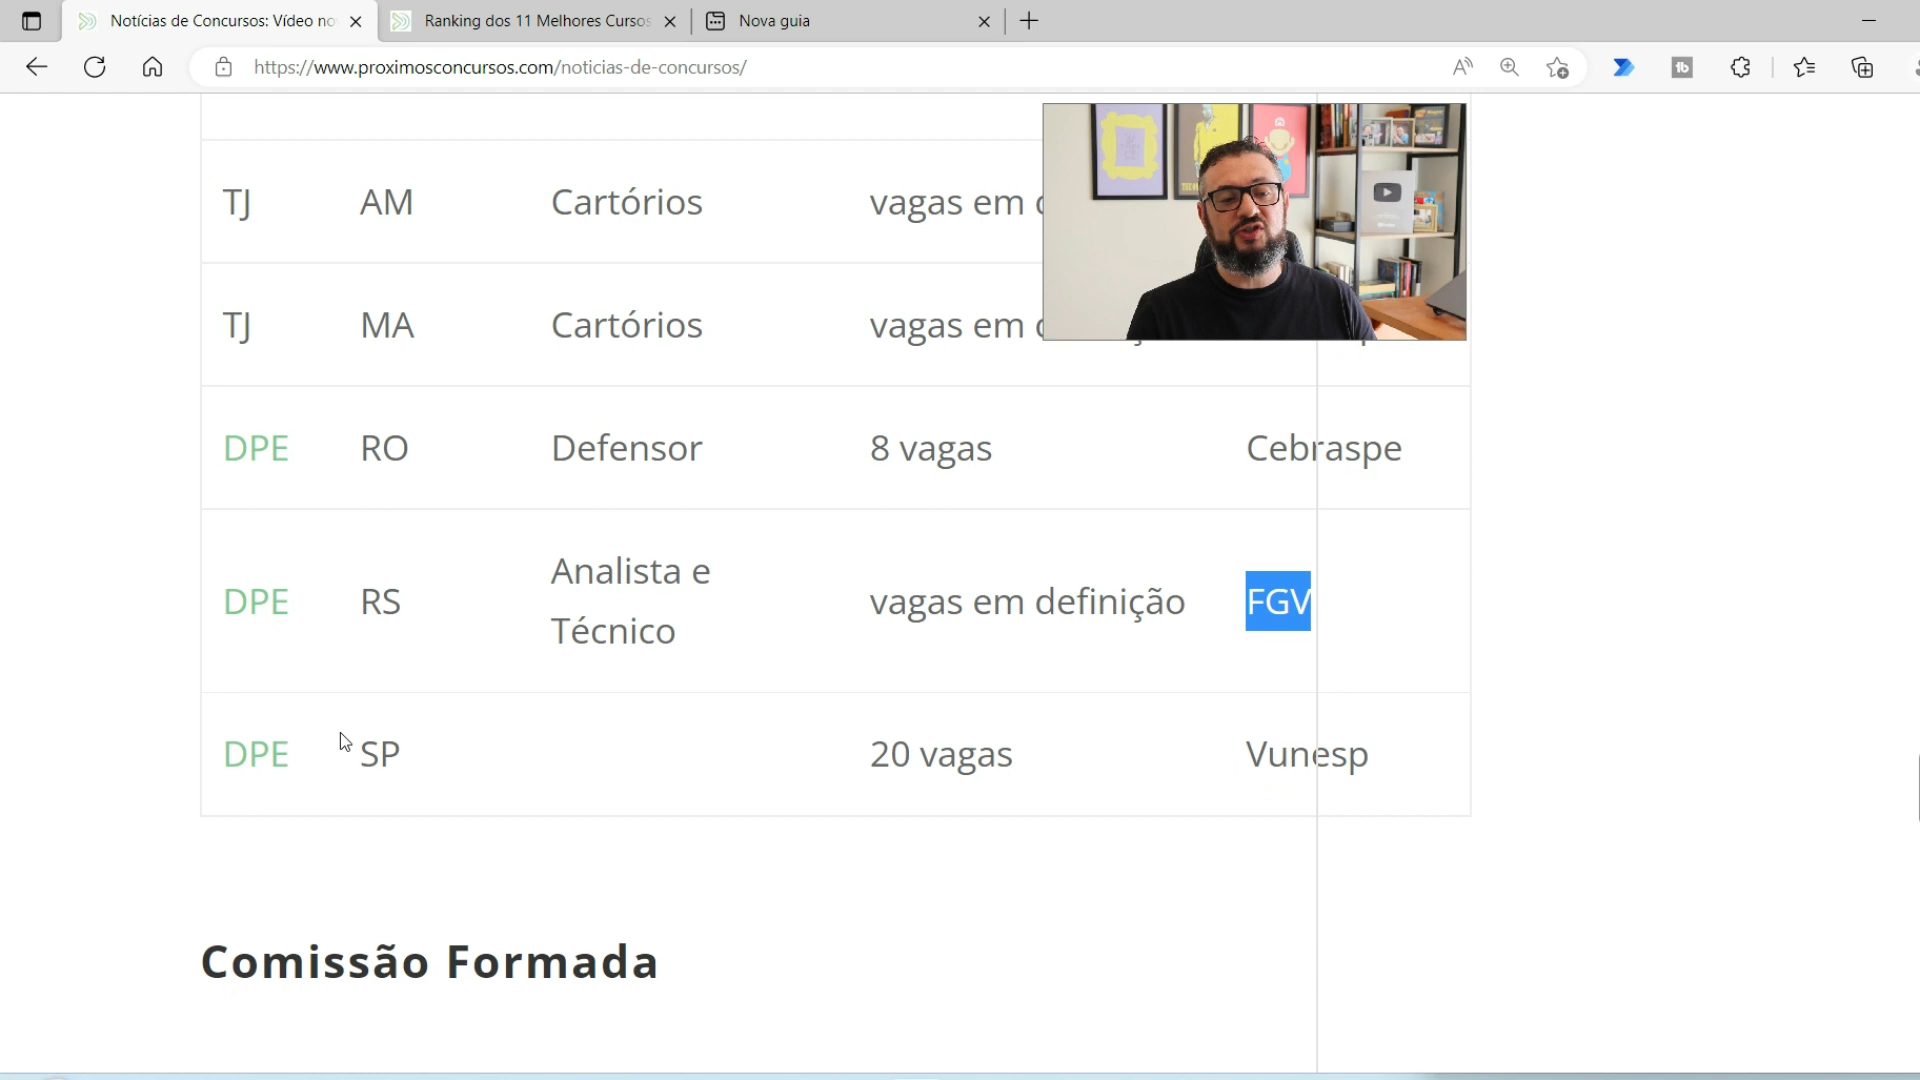 Notícias de Concursos: Vídeo no
Ranking dos 11 Melhores Cursos
Nova guia
https://www.proximosconcursos.com/noticias-de-concursos/
TJ AM Cartórios vagas em
TJ MA Cartórios vagas em
DPE RO Defensor 8 vagas Cebraspe
DPE RS Analista e Técnico vagas em definição FGV
DPE SP 20 vagas Vunesp
Comissão Formada